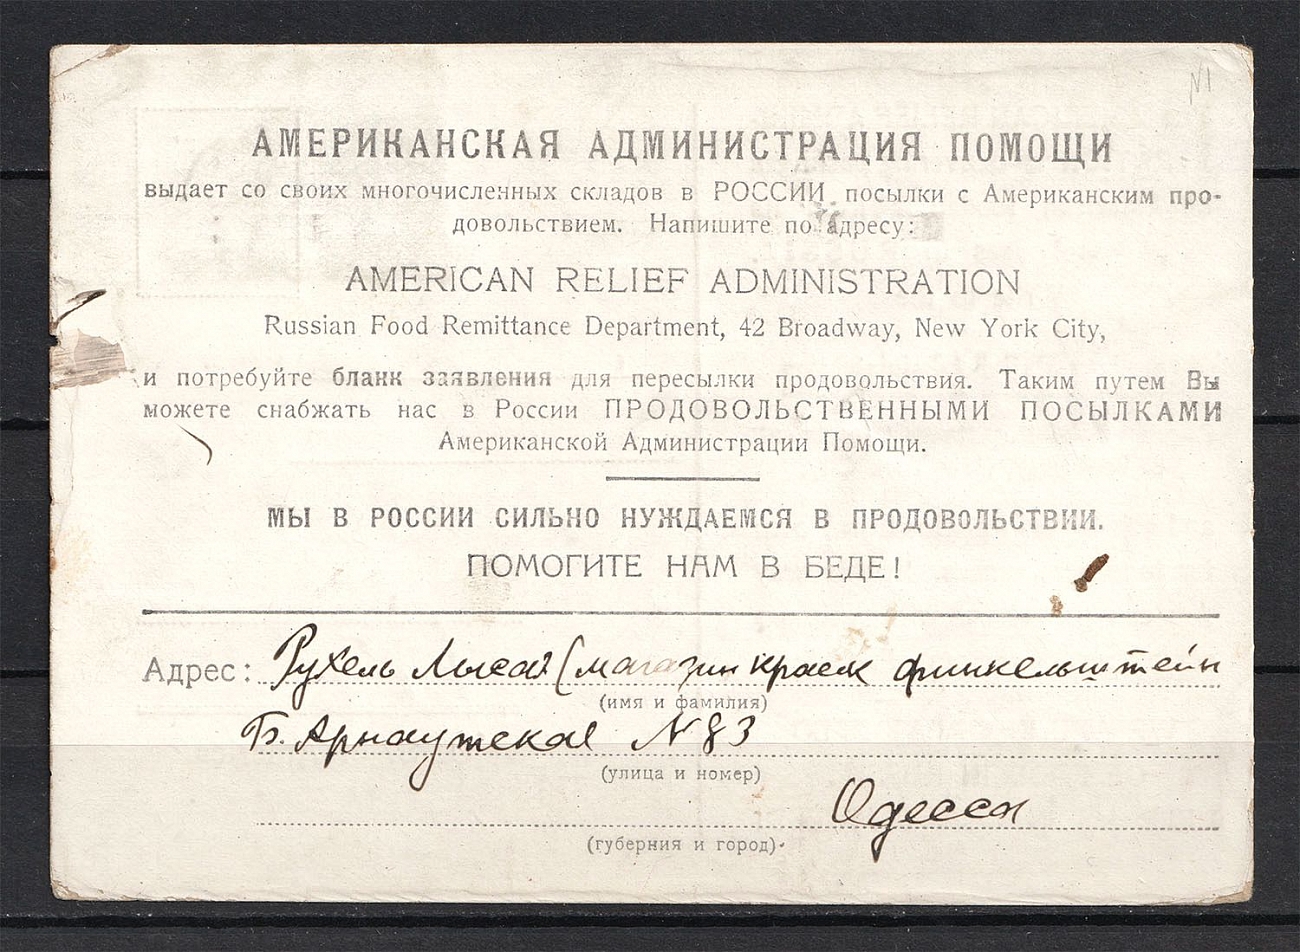 N1
АМЕРИКАНСКАЯ АДМИНИСТРАЦИЯ ПОМОЩИ
выдает со своих многочисленных складов в РОССИИ посылки с Американским про-
довольствием. Напишите по адресу:
AMERICAN RELIEF ADMINISTRATION
Russian Food Remittance Department, 42 Broadway, New York City,
и потребуйте бланк заявления для пересылки продовольствия. Таким путем Вы
можете снабжать нас в России ПРОДОВОЛЬСТВЕННЫМИ ПОСЫЛКАМИ
Американской Администрации Помощи.
МЫ В РОССИИ СИЛЬНО НУЖДАЕМСЯ В ПРОДОВОЛЬСТВИИ.
ПОМОГИТЕ НАМ В БЕДЕ!
Адрес: Рухель Лысая (магазин красок финкельштейн
(имя и фамилия)
Б. Арнаутская N 83
(улица и номер)
Одесса
(губерния и город)